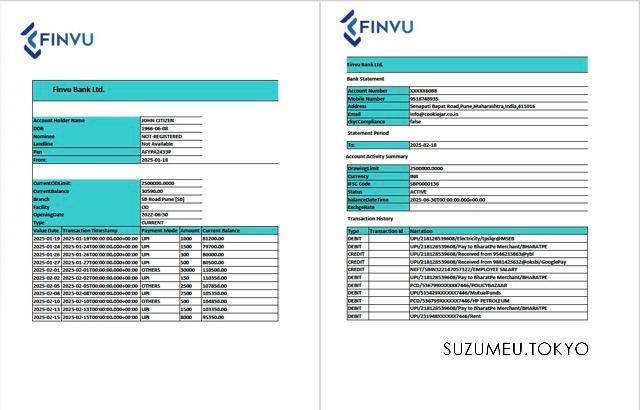 FINVU
Finvu Bank Ltd.
Account Holder Name JOHN CITIZEN
DOB 1966-06-08
Nominee NOT-REGISTERED
Landline Not Available
Pan AFYPA2433P
From: 2025-01-18
CurrentODLimit: 2500000.0000
CurrentBalance 30590.00
Branch SB Road Pune [SB]
Facility OD
OpeningDate 2022-06-30
Type CURRENT
Value Date Transaction Timestamp Payment Mode Amount Current Balance
2025-01-19 2025-01-19T00:00:00.000+00:00 UPI 1000 81200.00
2025-01-24 2025-01-24T00:00:00.000+00:00 UPI 1500 79700.00
2025-01-26 2025-01-26T00:00:00.000+00:00 UPI 300 80000.00
2025-01-27 2025-01-27T00:00:00.000+00:00 UPI 500 80500.00
2025-02-01 2025-02-01T00:00:00.000+00:00 OTHERS 30000 110500.00
2025-02-02 2025-02-02T00:00:00.000+00:00 UPI 150 110350.00
2025-02-05 2025-02-05T00:00:00.000+00:00 OTHERS 2500 107850.00
2025-02-08 2025-02-08T00:00:00.000+00:00 UPI 2500 105350.00
2025-02-10 2025-02-10T00:00:00.000+00:00 OTHERS 500 104850.00
2025-02-13 2025-02-13T00:00:00.000+00:00 UPI 1500 103350.00
2025-02-15 2025-02-15T00:00:00.000+00:00 UPI 8000 95350.00
FINVU
Finvu Bank Ltd.
Bank Statement
Account Number XXXXXX6088
Mobile Number 9518748935
Address Senapati Bapat Road,Pune,Maharashtra,India,411016
Email info@cookiejar.co.in
ckycCompliance false
Statement Period
To: 2025-02-18
Account Activity Summary
DrawingLimit 2500000.0000
Currency INR
IFSC Code SBP0000136
Status ACTIVE
balanceDateTime 2025-06-30T00:00:00.000+00:00
ExchgeRate
Transaction History
Type Transaction Id Narration
DEBIT UPI/218128539608/Electricity/tpslqr@MSEB
DEBIT UPI/218128539608/Pay to BharatPe Merchant/BHARATPE
CREDIT UPI/218128539608/Received from 9546215863@ybl
CREDIT UPI/218128539608/Received from 9881425632@oksbi/GooglePay
CREDIT NEFT/SBIN322147057322/EMPLOYEE SALARY
DEBIT UPI/218128539608/Pay to BharatPe Merchant/BHARATPE
DEBIT PCD/536799XXXXXX7446/POLICYBAZAAR
DEBIT UPI/515429XXXXXX7446/MutualFunds
DEBIT PCD/536799XXXXXX7446/HP PETROLEUM
DEBIT UPI/218128539608/Pay to BharatPe Merchant/BHARATPE
DEBIT UPI/231948XXXXXX7446/Rent
SUZUMEU.TOKYO